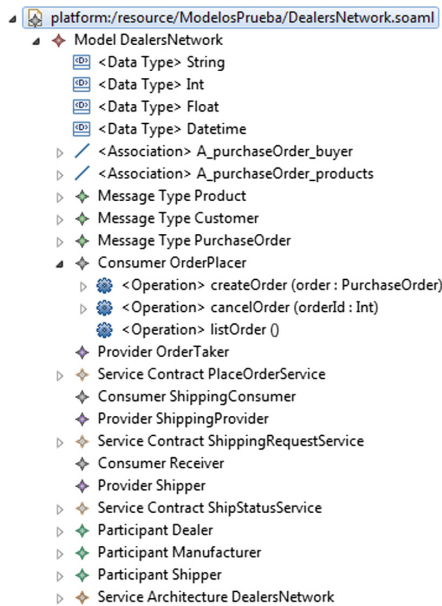 platform:/resource/ModelosPrueba/DealersNetwork.soaml
Model DealersNetwork
<Data Type> String
<Data Type> Int
<Data Type> Float
<Data Type> Datetime
<Association> A_purchaseOrder_buyer
<Association> A_purchaseOrder_products
Message Type Product
Message Type Customer
Message Type PurchaseOrder
Consumer OrderPlacer
<Operation> createOrder (order : PurchaseOrder)
<Operation> cancelOrder (orderId : Int)
<Operation> listOrder ()
Provider OrderTaker
Service Contract PlaceOrderService
Consumer ShippingConsumer
Provider ShippingProvider
Service Contract ShippingRequestService
Consumer Receiver
Provider Shipper
Service Contract ShipStatusService
Participant Dealer
Participant Manufacturer
Participant Shipper
Service Architecture DealersNetwork